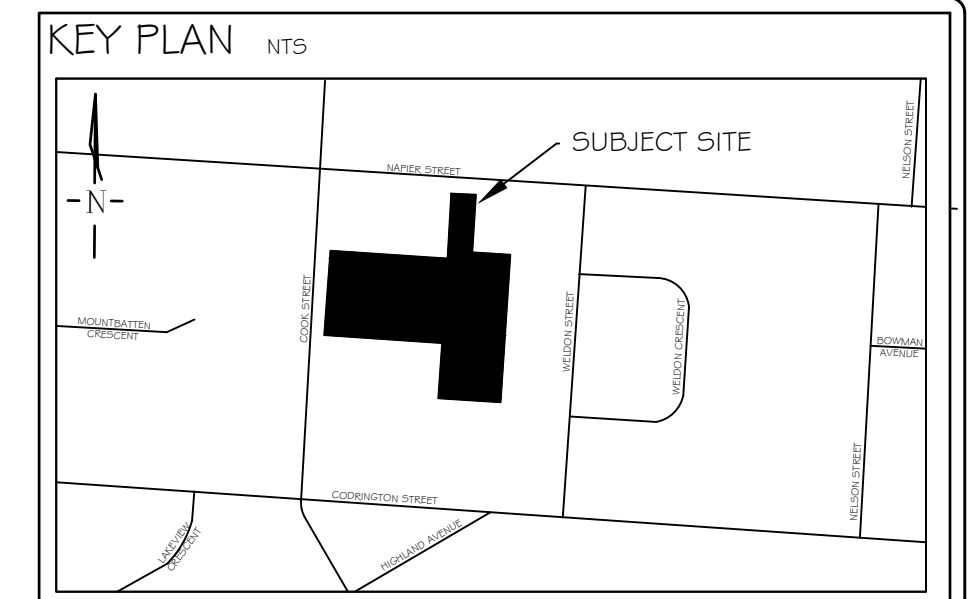 KEY PLAN NTS
NELSON STREET
SUBJECT SITE
NAPIER STREET
N
COOK STREET
MOUNTBATTEN
CRESCENT
WELDON STREET
WELDON CRESCENT
BOWMAN
AVENUE
NELSON STREET
CODRINGTON STREET
LAKEVIEW
CRESCENT
HIGHLAND AVENUE